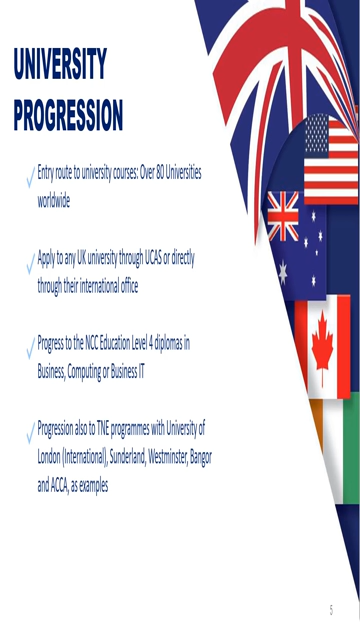 UNIVERSITY
PROGRESSION
Entry route to university courses: Over 80 Universities
worldwide
Apply to any UK university through UCAS or directly
through their international office
Progress to the NCC Education Level 4 diplomas in
Business, Computing or Business IT
Progression also to TNE programmes with University of
London (International), Sunderland, Westminster, Bangor
and ACCA, as examples
5